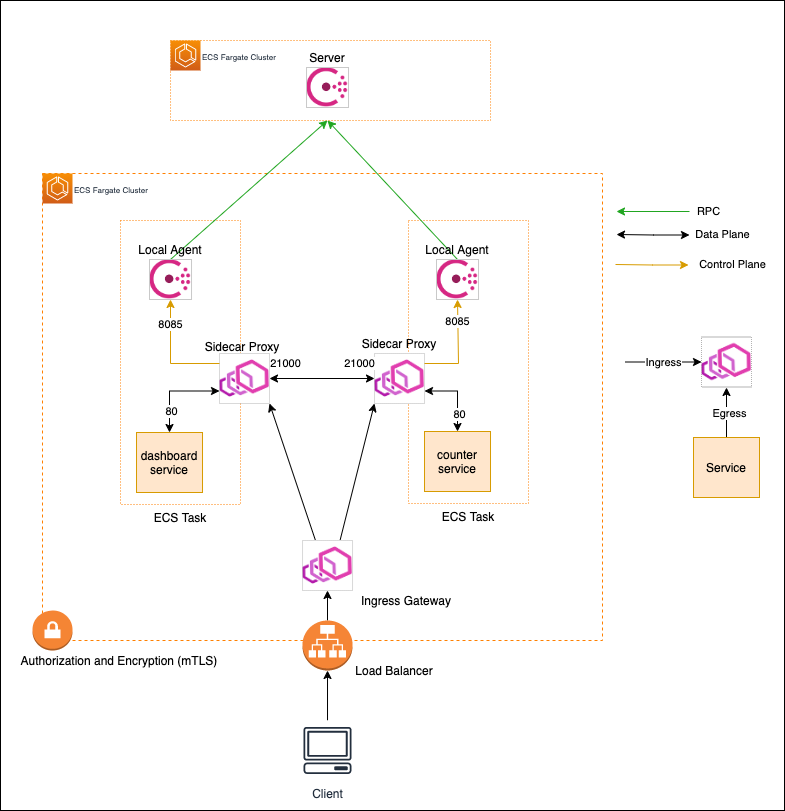 ECS Fargate Cluster
Server
ECS Fargate Cluster
RPC
Data Plane
Control Plane
Local Agent
Local Agent
8085
8085
Sidecar Proxy
Sidecar Proxy
21000
21000
Ingress
80
80
Egress
dashboard
service
counter
service
Service
ECS Task
ECS Task
Ingress Gateway
Authorization and Encryption (mTLS)
Load Balancer
Client